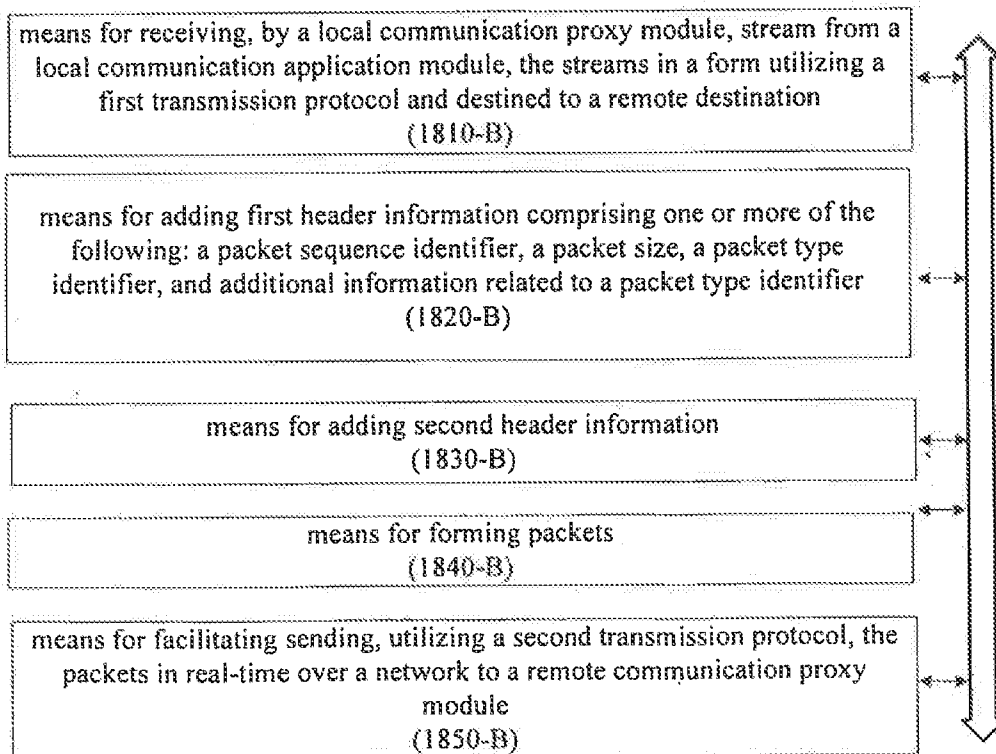 means for receiving, by a local communication proxy module, stream from a
local communication application module, the streams in a form utilizing a
first transmission protocol and destined to a remote destination
(1810-B)
means for adding first header information comprising one or more of the
following: a packet sequence identifier, a packet size, a packet type
identifier, and additional information related to a packet type identifier
(1820-B)
means for adding second header information
(1830-B)
means for forming packets
(1840-B)
means for facilitating sending, utilizing a second transmission protocol, the
packets in real-time over a network to a remote communication proxy
module
(1850-B)